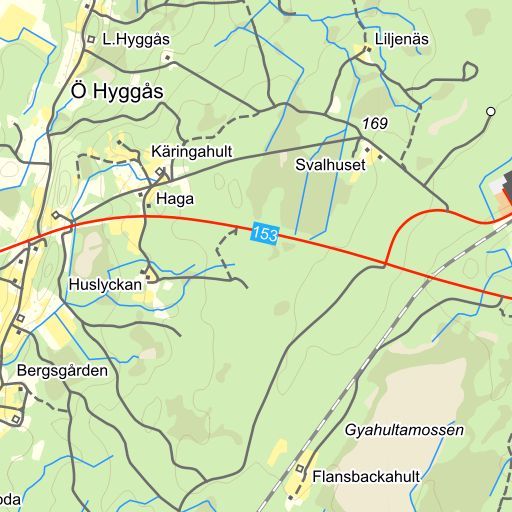 L.Hyggås
Liljenäs
Ö Hyggås
169
Käringahult
Svalhuset
Haga
153
Huslyckan
Bergsgården
Gyahultamossen
Flansbackahult
oda